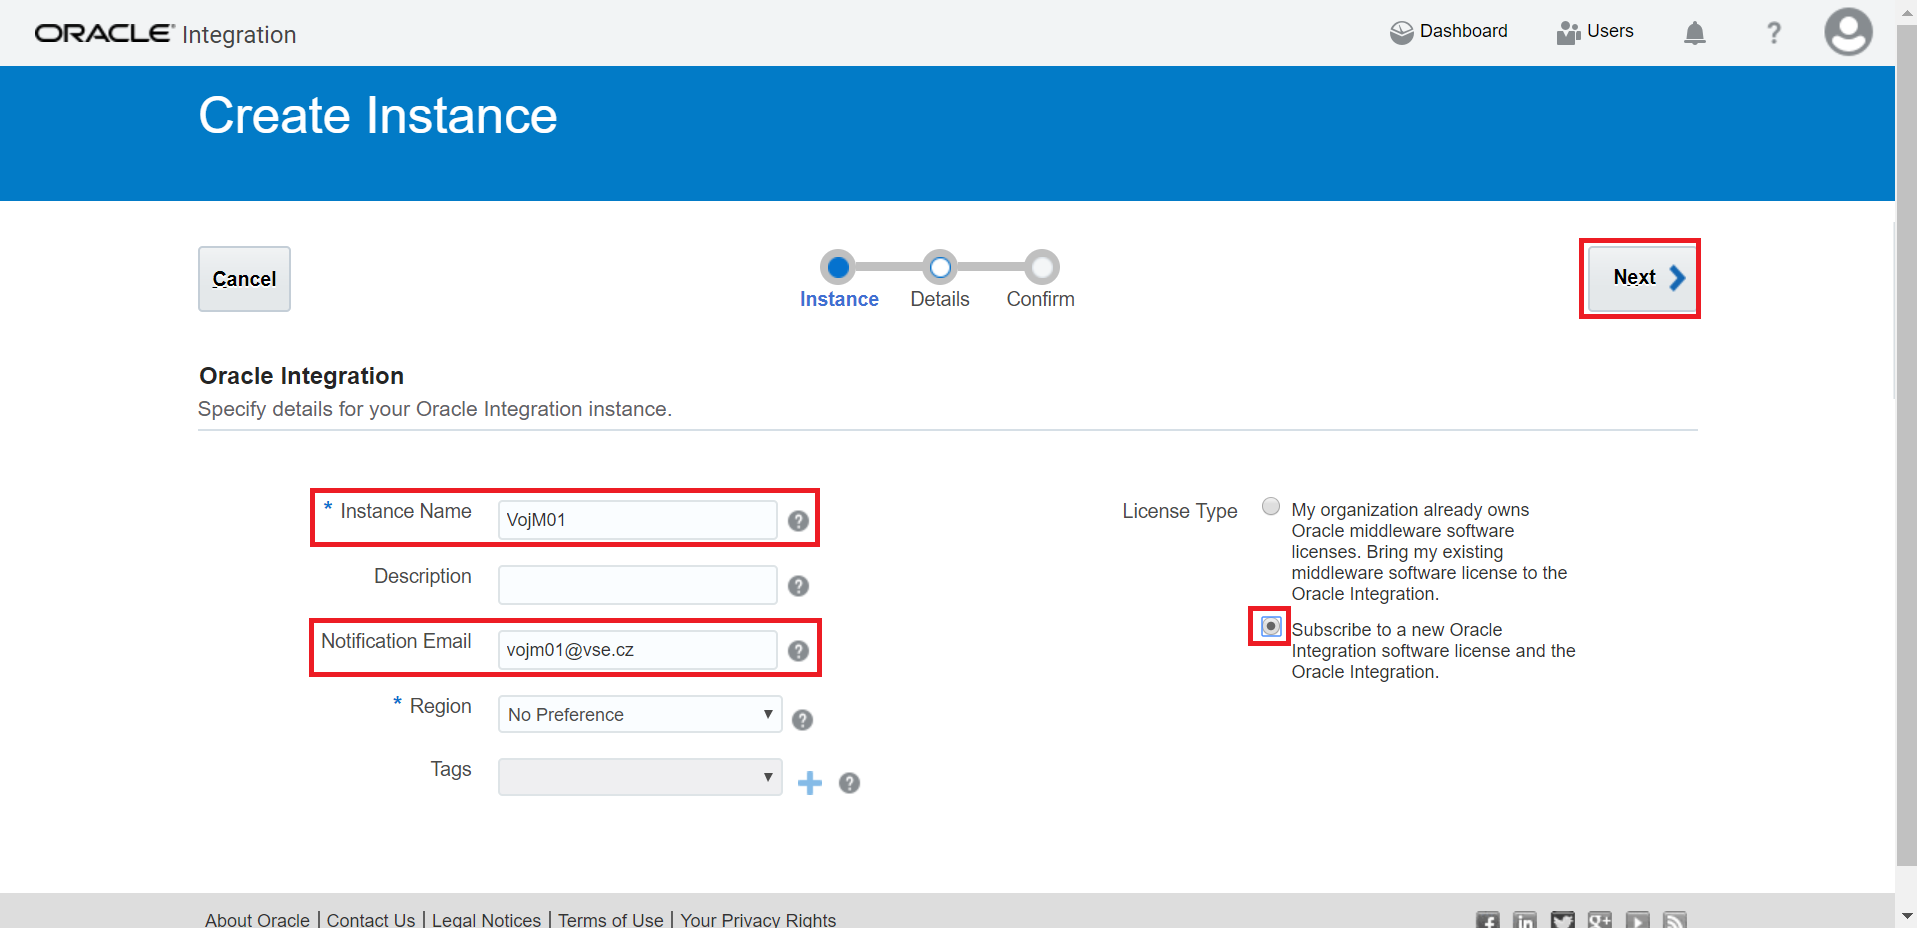 ORACLE® Integration
Dashboard
Users
?
Create Instance
Cancel
Instance
Details
Confirm
Next
Oracle Integration
Specify details for your Oracle Integration instance.
* Instance Name
VojM01
?
Description
?
Notification Email
vojm01@vse.cz
?
* Region
No Preference
?
Tags
?
License Type
My organization already owns
Oracle middleware software
licenses. Bring my existing
middleware software license to the
Oracle Integration.
Subscribe to a new Oracle
Integration software license and the
Oracle Integration.
About Oracle | Contact Us | Legal Notices | Terms of Use | Your Privacy Rights
f in g+